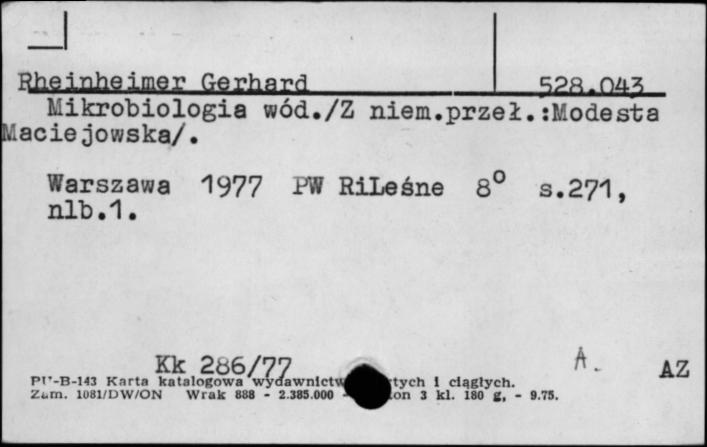 Rheinheimer Gerhard 528.043
Mikrobiologia wód./Z niem.przeł.:Modesta
Maciejowska/.
Warszawa 1977 PW RiLeśne 8° s.271,
nlb.1.
Kk 286/77 A. AZ
PU-B-143 Karta katalogowa wydawnictw tych i ciągłych.
Zam. 1081/DW/ON Wrak 888 - 2.385.000 - on 3 kl. 180 g, - 9.75.